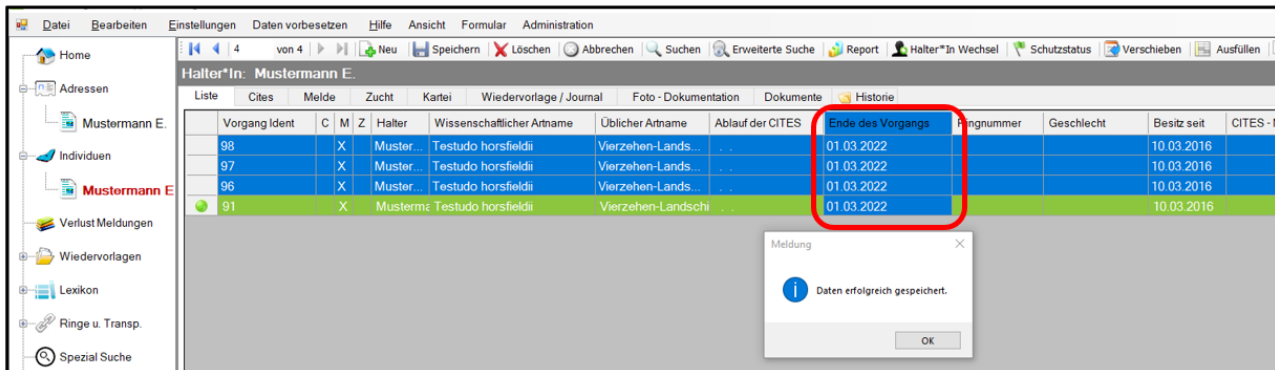 Datei Bearbeiten Einstellungen Daten vorbesetzen Hilfe Ansicht Formular Administration
4 von 4 Neu Speichern Löschen Abbrechen Suchen Erweiterte Suche Report Halter*In Wechsel Schutzstatus Verschieben Ausfüllen
Halter*In: Mustermann E.
Liste Cites Melde Zucht Kartei Wiedervorlage / Journal Foto - Dokumentation Dokumente Historie
Vorgang Ident C M Z Halter Wissenschaftlicher Artname Üblicher Artname Ablauf der CITES Ende des Vorgangs Ringnummer Geschlecht Besitz seit CITES -
98 X Muster... Testudo horsfieldii Vierzehen-Lands... . . 01.03.2022 10.03.2016
97 X Muster... Testudo horsfieldii Vierzehen-Lands... . . 01.03.2022 10.03.2016
96 X Muster... Testudo horsfieldii Vierzehen-Lands... . . 01.03.2022 10.03.2016
91 X Musterma Testudo horsfieldii Vierzehen-Landschi . . 01.03.2022 10.03.2016
Home
Adressen
Mustermann E.
Individuen
Mustermann E
Verlust Meldungen
Wiedervorlagen
Lexikon
Ringe u. Transp.
Spezial Suche
Meldung
Daten erfolgreich gespeichert.
OK